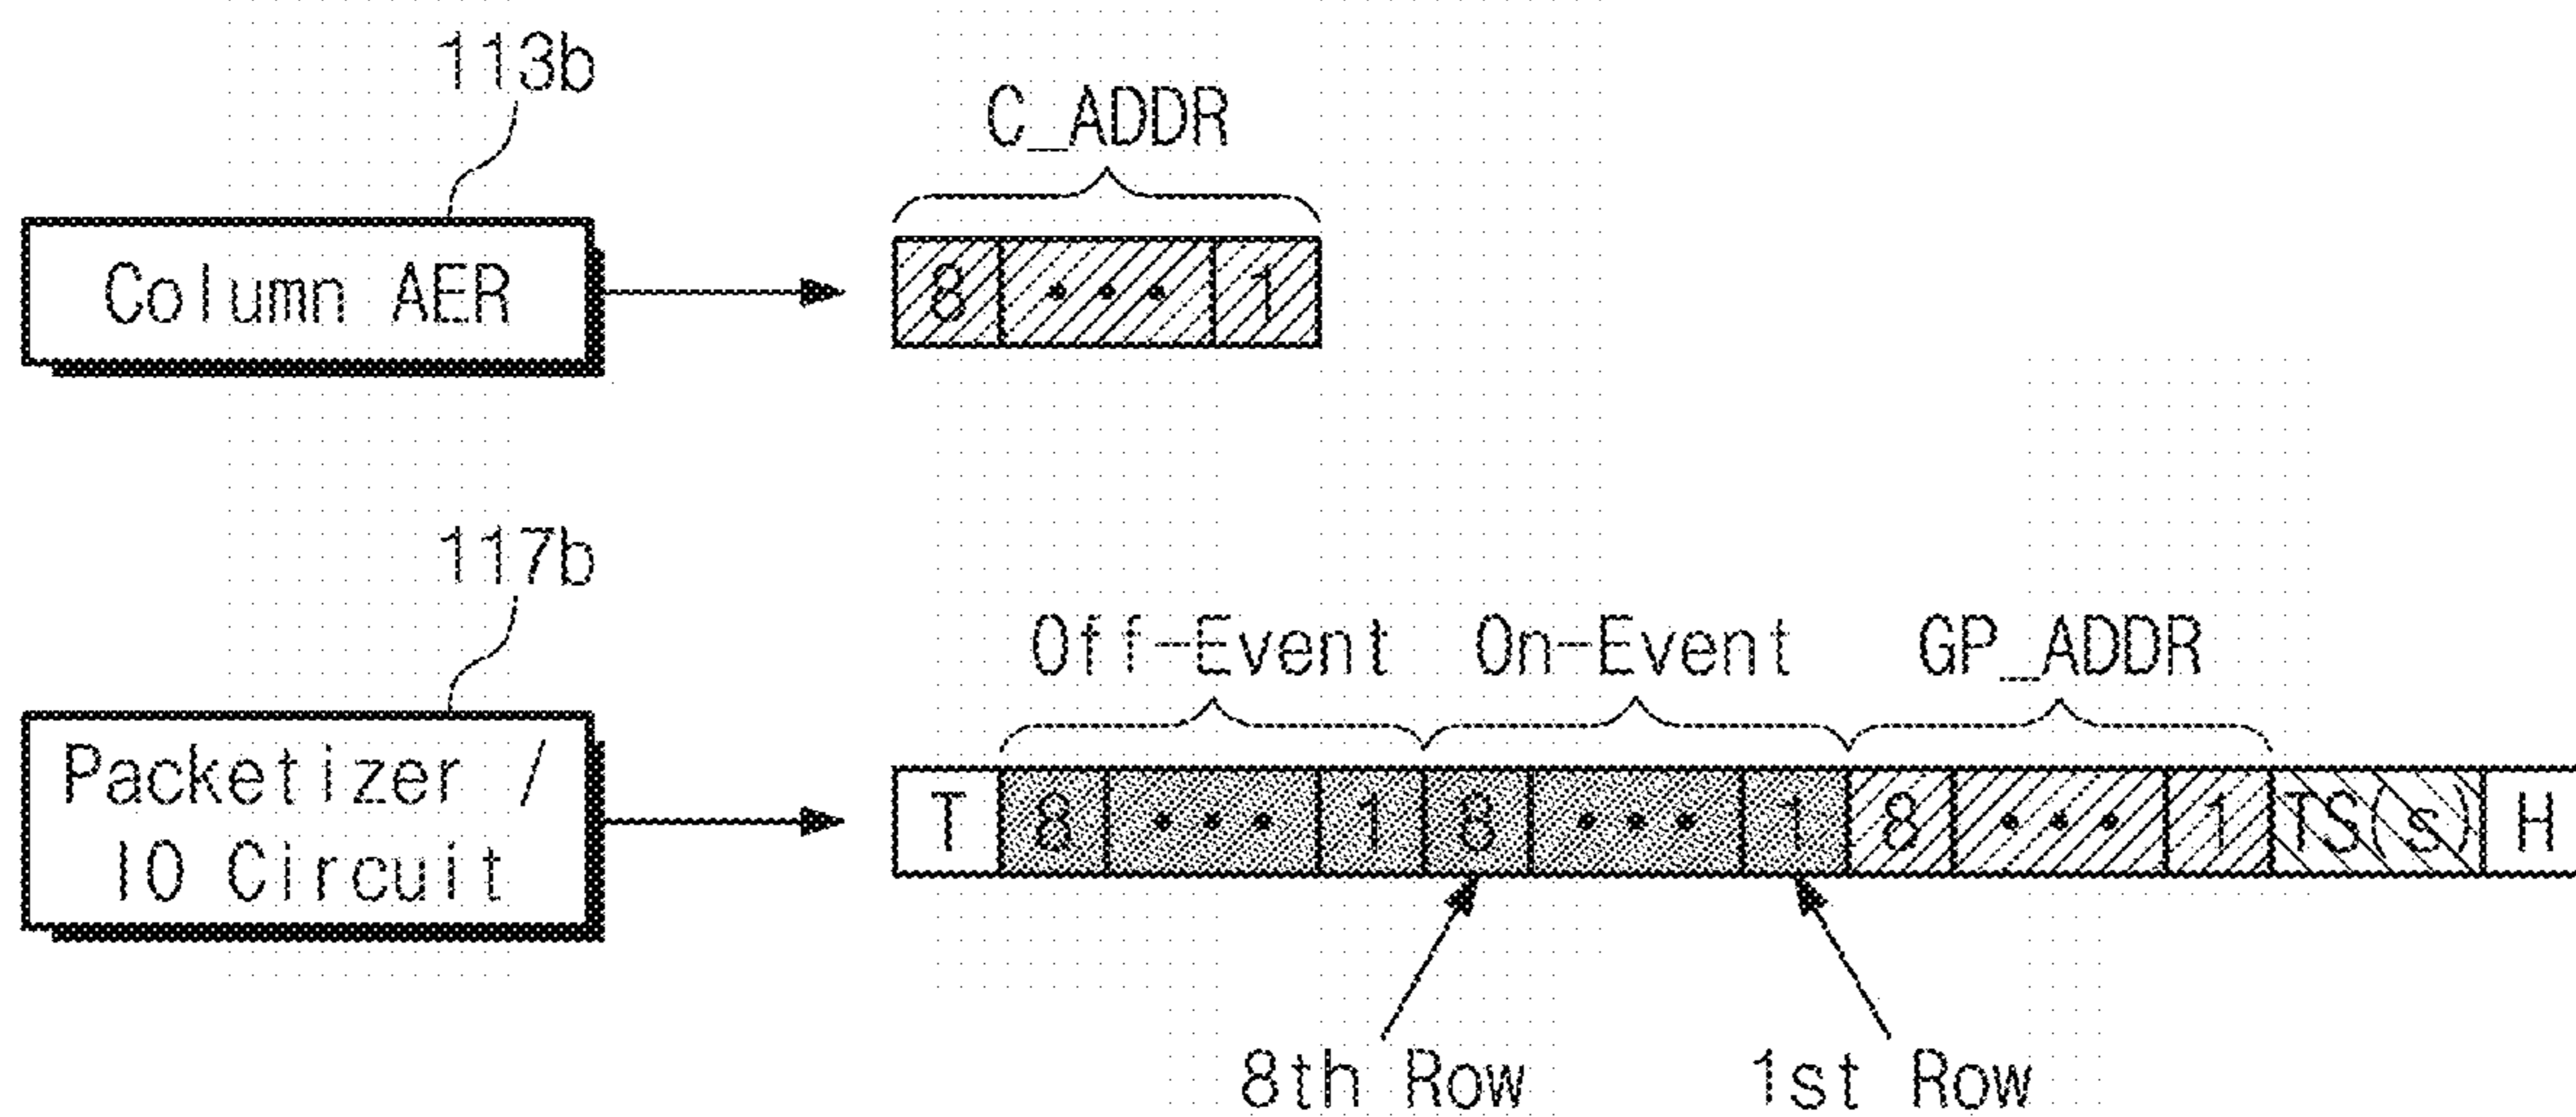 113b
C_ADDR
Column AER
8 • • • 1
117b
Off-Event On-Event GP_ADDR
Packetizer /
IO Circuit
T 8 • • • 1 8 • • • 1 8 • • • 1 TS(s) H
8th Row 1st Row